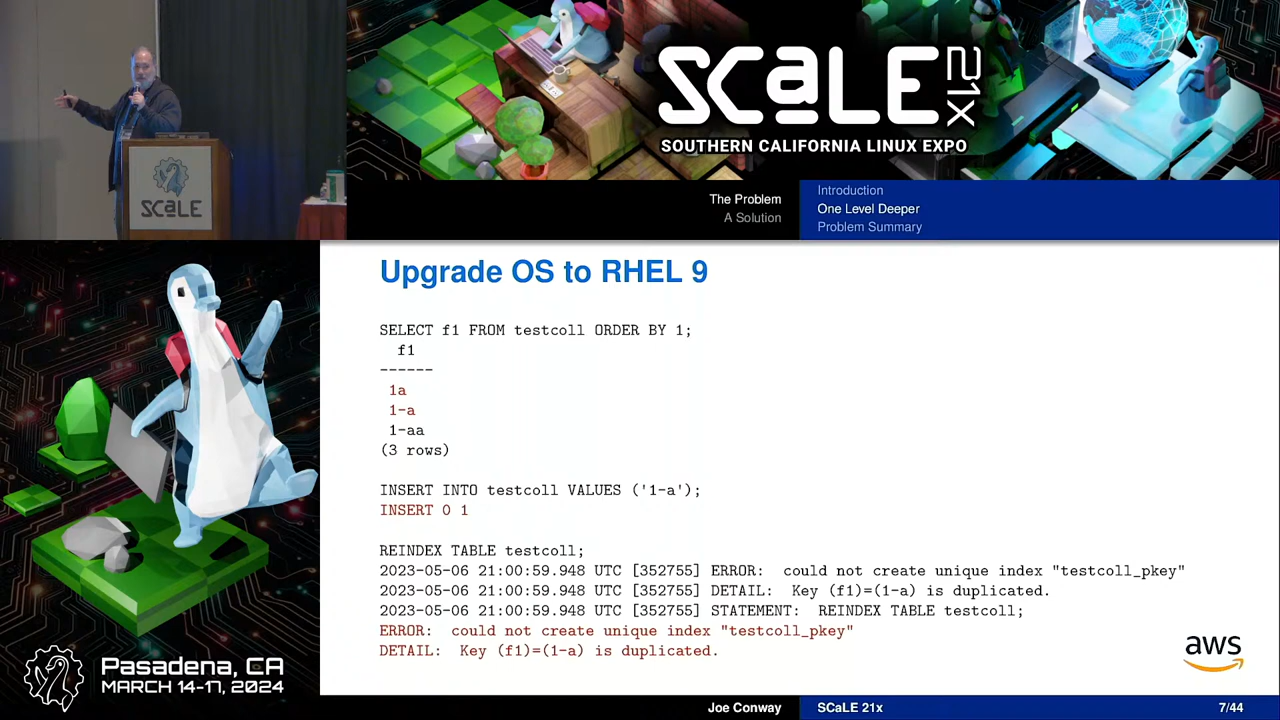 SCALE
SCALE 21X
SOUTHERN CALIFORNIA LINUX EXPO
The Problem
A Solution
Introduction
One Level Deeper
Problem Summary
Upgrade OS to RHEL 9
SELECT f1 FROM testcoll ORDER BY 1;
f1
------
1a
1-a
1-aa
(3 rows)
INSERT INTO testcoll VALUES ('1-a');
INSERT 0 1
REINDEX TABLE testcoll;
2023-05-06 21:00:59.948 UTC [352755] ERROR: could not create unique index "testcoll_pkey"
2023-05-06 21:00:59.948 UTC [352755] DETAIL: Key (f1)=(1-a) is duplicated.
2023-05-06 21:00:59.948 UTC [352755] STATEMENT: REINDEX TABLE testcoll;
ERROR: could not create unique index "testcoll_pkey"
DETAIL: Key (f1)=(1-a) is duplicated.
aws
Pasadena, CA
MARCH 14-17, 2024
Joe Conway
SCaLE 21x
7/44